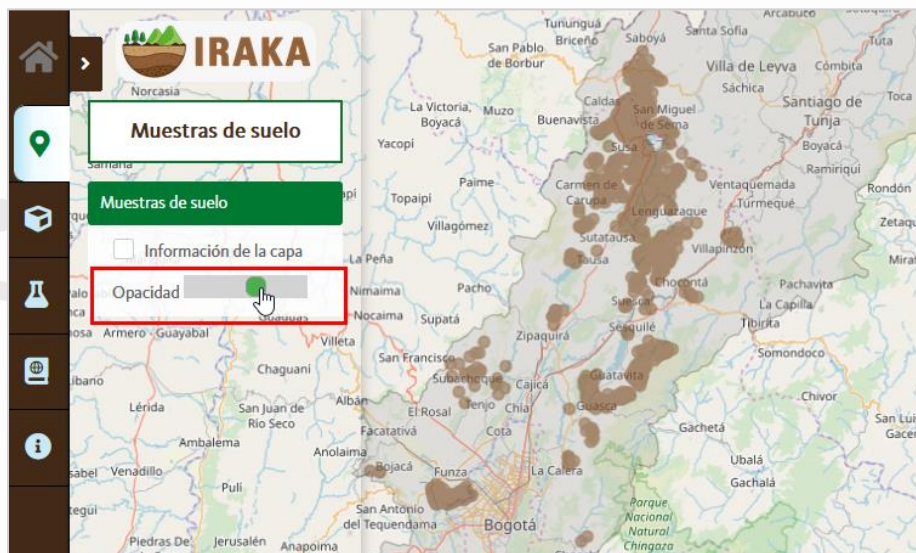 IRAKA
Muestras de suelo
Muestras de suelo
Información de la capa
Opacidad
Tununguá
Arcabuco
San Pablo
de Borbur
Briceño
Saboyá
Santa Sofia
Tuta
Villa de Leyva
Cómbita
Norcasia
Sáchica
Toca
La Victoria,
Boyacá
Muzo
Caldas
San Miguel
de Sema
Santiago de
Tunja
Buenavista
Yacopí
Susa
Boyacá
Samaná
Ramiriquí
Paime
Carmen de
Carupa
Ventaquemada
Rondón
Topaipí
Lenguazaque
Turmequé
Villagómez
Sutatausa
Zetaq
La Peña
Tausa
Villapinzón
Miraf
Nimaima
Pacho
Chocontá
Pachavita
Suesca
La Capilla
Guaduas
Nocaima
Supatá
Tibirita
Armero - Guayabal
Villeta
Zipaquirá
Sesquilé
San Francisco
Somondoco
Chaguaní
Subachoque
Guatavita
Líbano
Cajicá
Chivor
Lérida
San Juan de
Río Seco
Albán
El Rosal
Tenjo
Chía
Guasca
San Lui
Gacen
Facatativá
Cota
Gachetá
Ambalema
Anolaima
Ubalá
Venadillo
Bojacá
Funza
La Calera
Gachalá
Pulí
San Antonio
del Tequendama
Bogotá
Parque
Nacional
Natural
Chingaza
Piedras De
Jerusalén
Anapoima